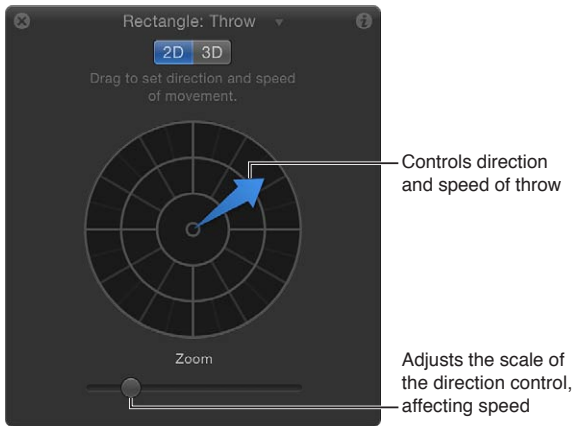 Rectangle: Throw
2D 3D
Drag to set direction and speed
of movement.
Controls direction
and speed of throw
Zoom
Adjusts the scale of
the direction control,
affecting speed